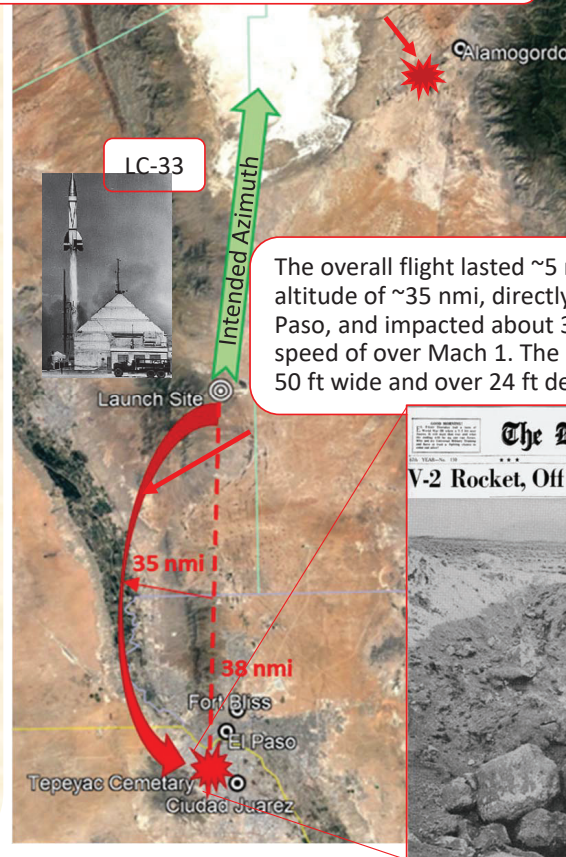 Alamogordo
LC-33
Intended Azimuth
The overall flight lasted ~5
altitude of ~35 nmi, directly
Paso, and impacted about 3
speed of over Mach 1. The
50 ft wide and over 24 ft de
Launch Site
The
V-2 Rocket, Off
35 nmi
38 nmi
Fort Bliss
El Paso
Tepeyac Cemetary
Ciudad Juarez